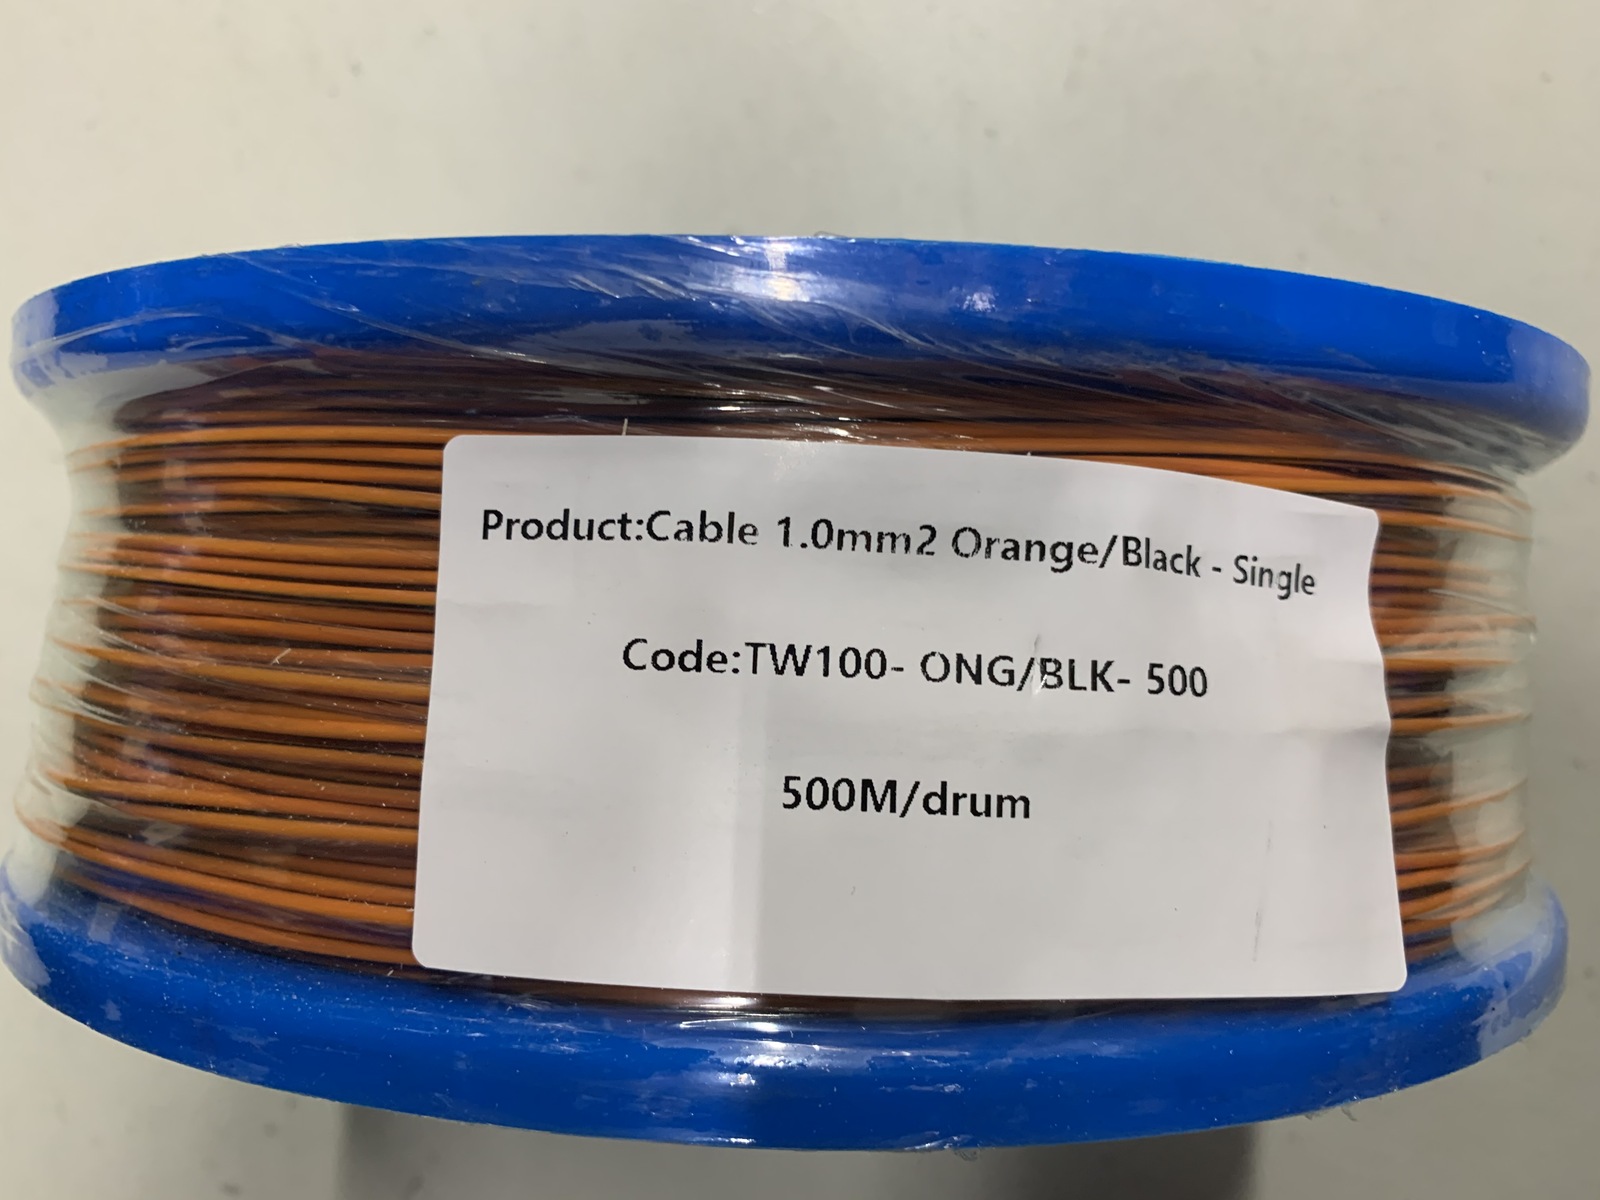 Product:Cable 1.0mm2 Orange/Black - Single
Code:TW100- ONG/BLK- 500
500M/drum